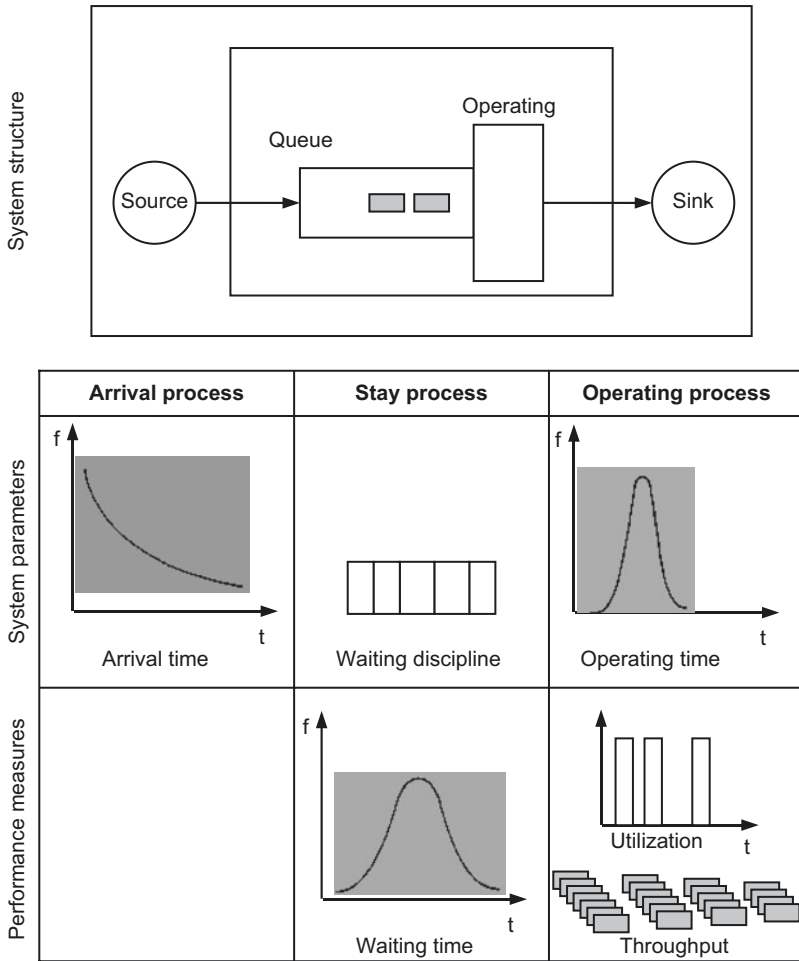 System structure
Operating
Queue
Source
Sink
Arrival process
Stay process
Operating process
System parameters
f
t
Arrival time
Waiting discipline
f
t
Operating time
Performance measures
f
t
Waiting time
Utilization
t
Throughput